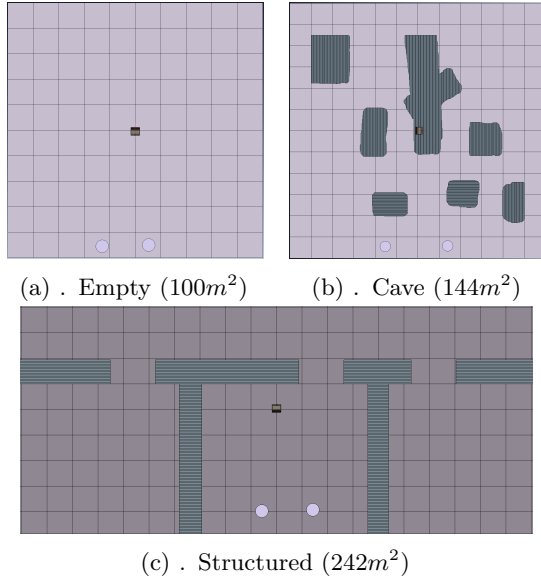 (a) . Empty (100m²)
(b) . Cave (144m²)
(c) . Structured (242m²)